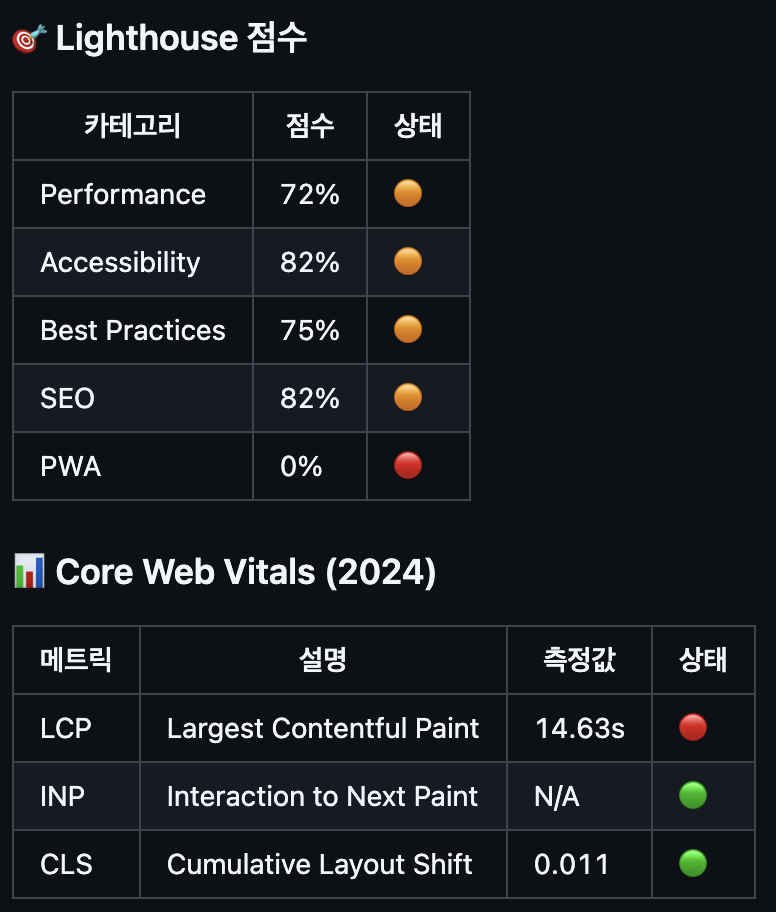 🎯 Lighthouse 점수
카테고리 점수 상태
Performance 72% 🟠
Accessibility 82% 🟠
Best Practices 75% 🟠
SEO 82% 🟠
PWA 0% 🔴
📊 Core Web Vitals (2024)
메트릭 설명 측정값 상태
LCP Largest Contentful Paint 14.63s 🔴
INP Interaction to Next Paint N/A 🟢
CLS Cumulative Layout Shift 0.011 🟢